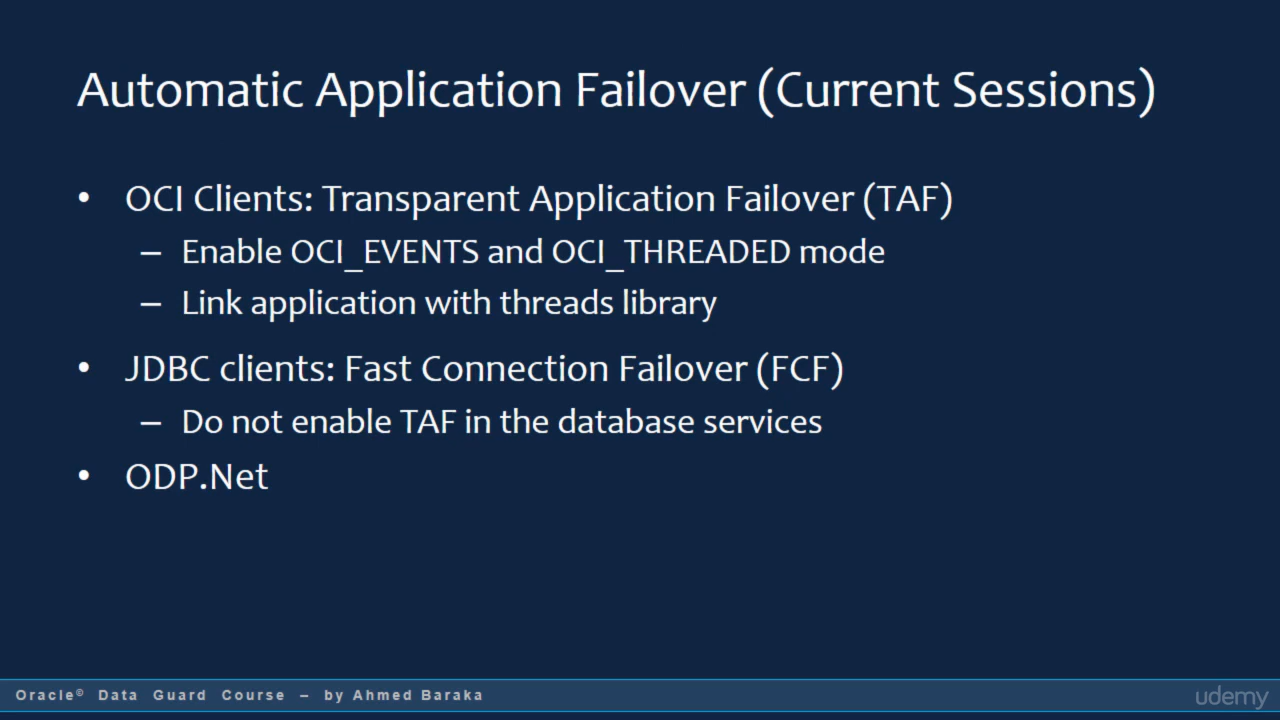 Automatic Application Failover (Current Sessions)
• OCI Clients: Transparent Application Failover (TAF)
– Enable OCI_EVENTS and OCI_THREADED mode
– Link application with threads library
• JDBC clients: Fast Connection Failover (FCF)
– Do not enable TAF in the database services
• ODP.Net
Oracle© Data Guard Course – by Ahmed Baraka
udemy